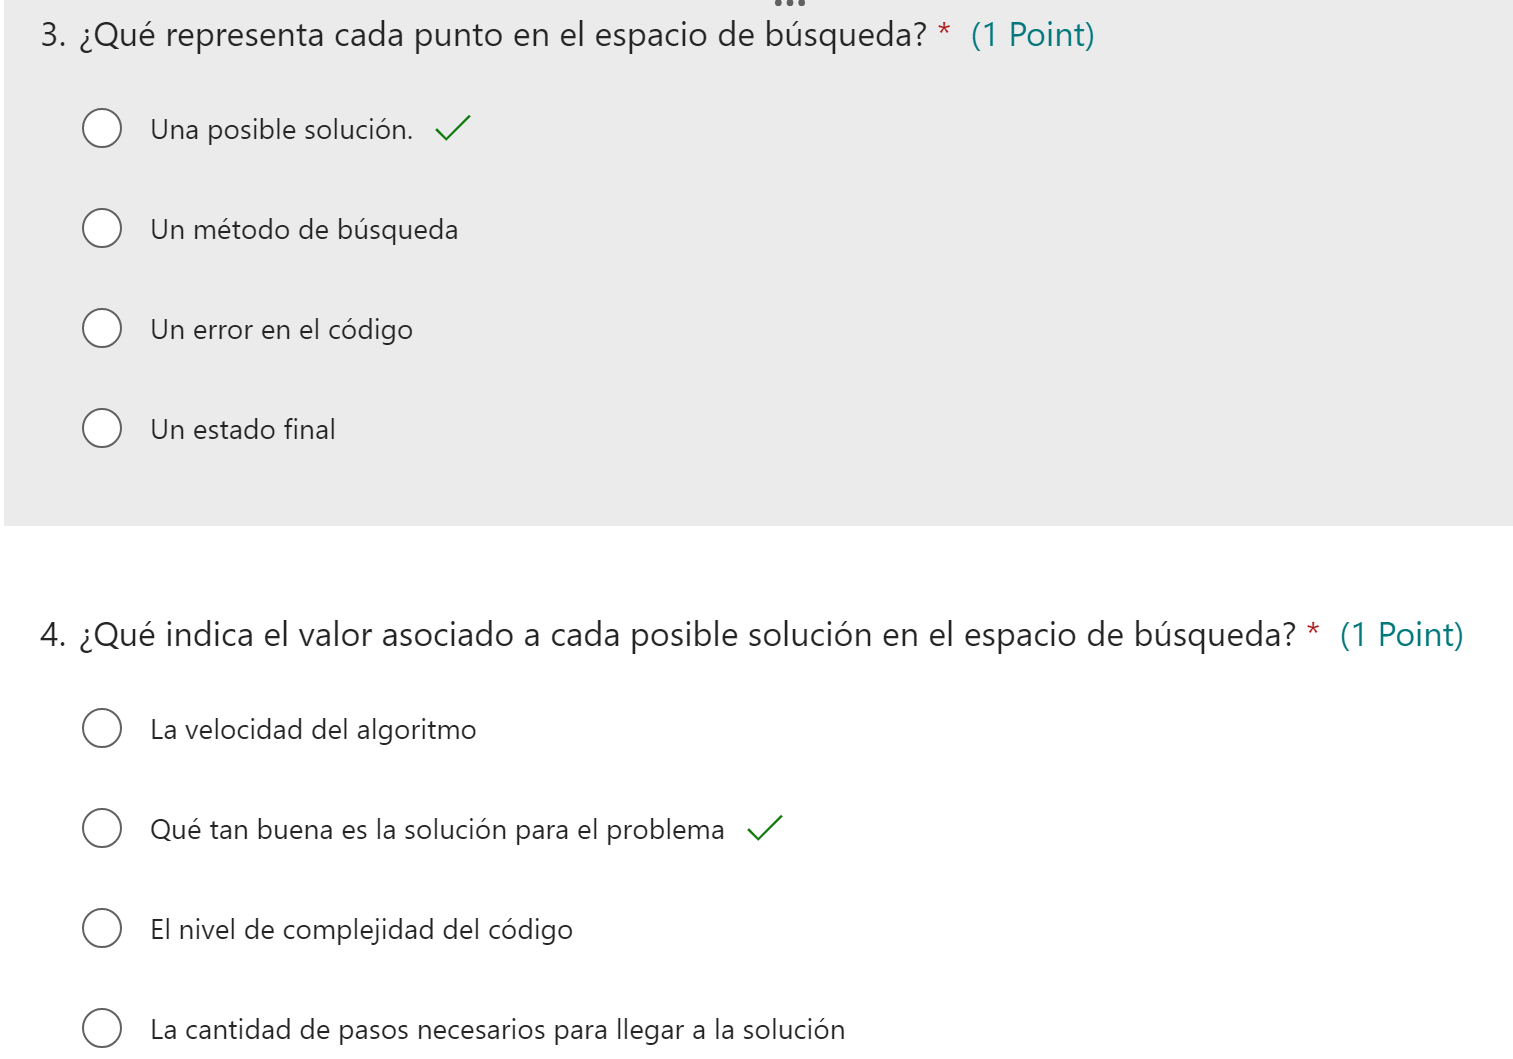 3. ¿Qué representa cada punto en el espacio de búsqueda? * (1 Point)
Una posible solución.
Un método de búsqueda
Un error en el código
Un estado final
4. ¿Qué indica el valor asociado a cada posible solución en el espacio de búsqueda? * (1 Point)
La velocidad del algoritmo
Qué tan buena es la solución para el problema
El nivel de complejidad del código
La cantidad de pasos necesarios para llegar a la solución